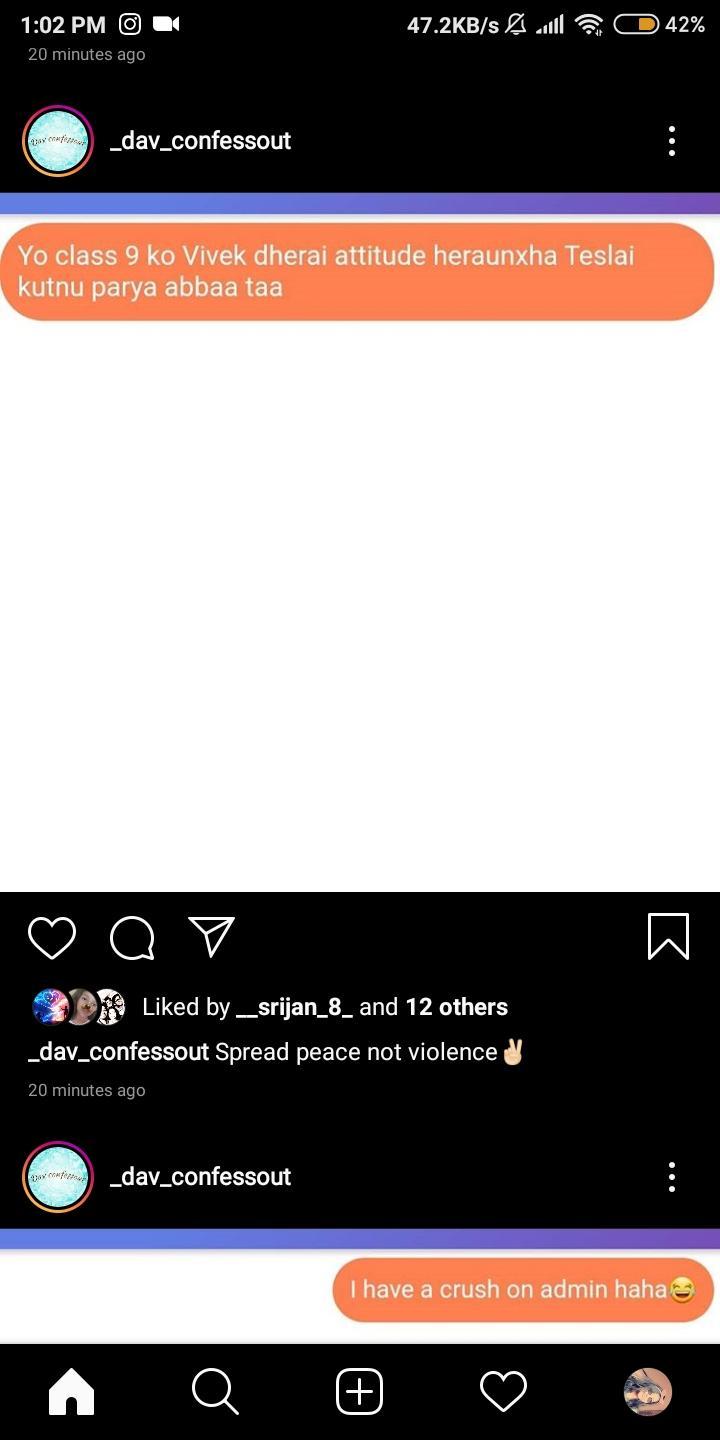 1:02 PM 47.2KB/s 42%
20 minutes ago
_dav_confessout
Yo class 9 ko Vivek dherai attitude heraunxha Teslai
kutnu parya abbaa taa
Liked by __srijan_8_ and 12 others
_dav_confessout Spread peace not violence✌🏻
20 minutes ago
_dav_confessout
I have a crush on admin haha😂